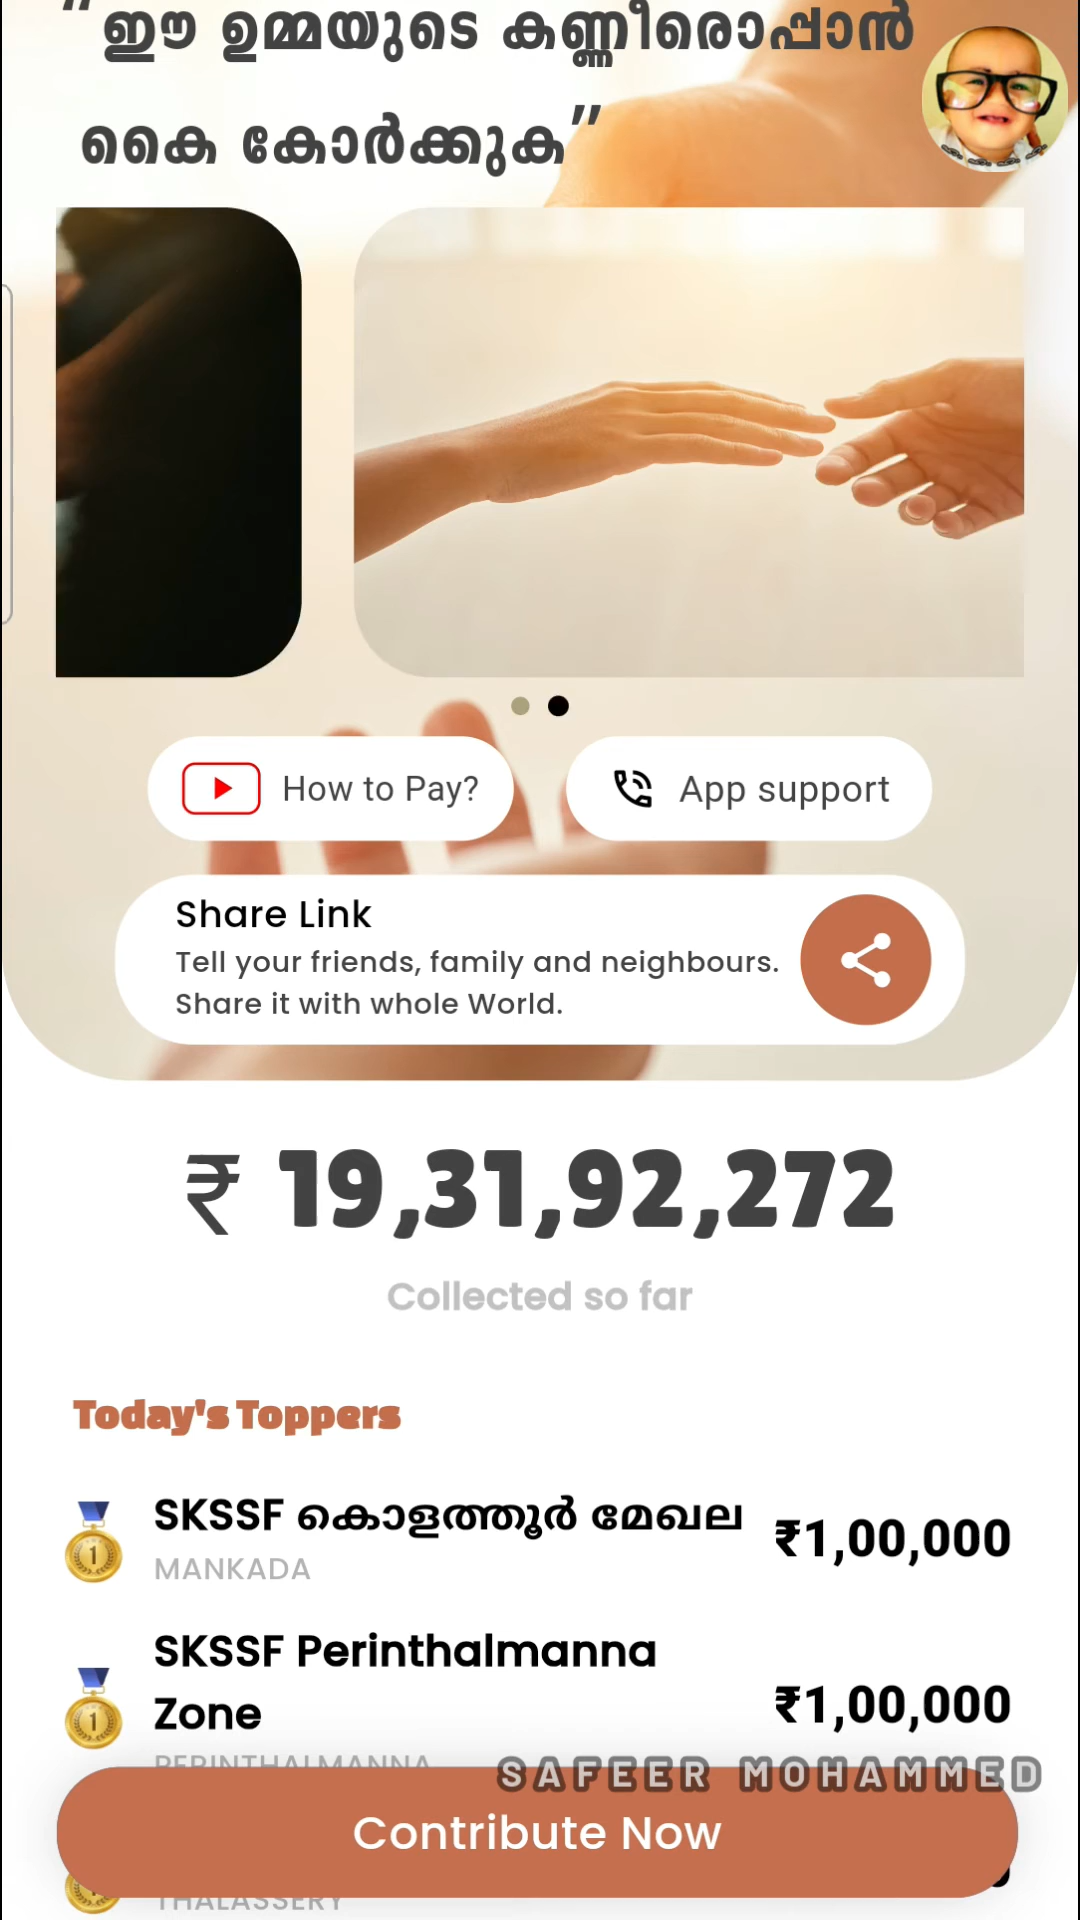 "ഈ ഉമ്മയുടെ കണ്ണീരൊപ്പാൻ
കൈ കോർക്കുക"
How to Pay?
App support
Share Link
Tell your friends, family and neighbours.
Share it with whole World.
₹ 19,31,92,272
Collected so far
Today's Toppers
SKSSF കൊളത്തൂർ മേഖല
₹1,00,000
MANKADA
SKSSF Perinthalmanna
Zone
₹1,00,000
PERINTHALMANNA
SAFEER MOHAMMED
Contribute Now
THALASSERY